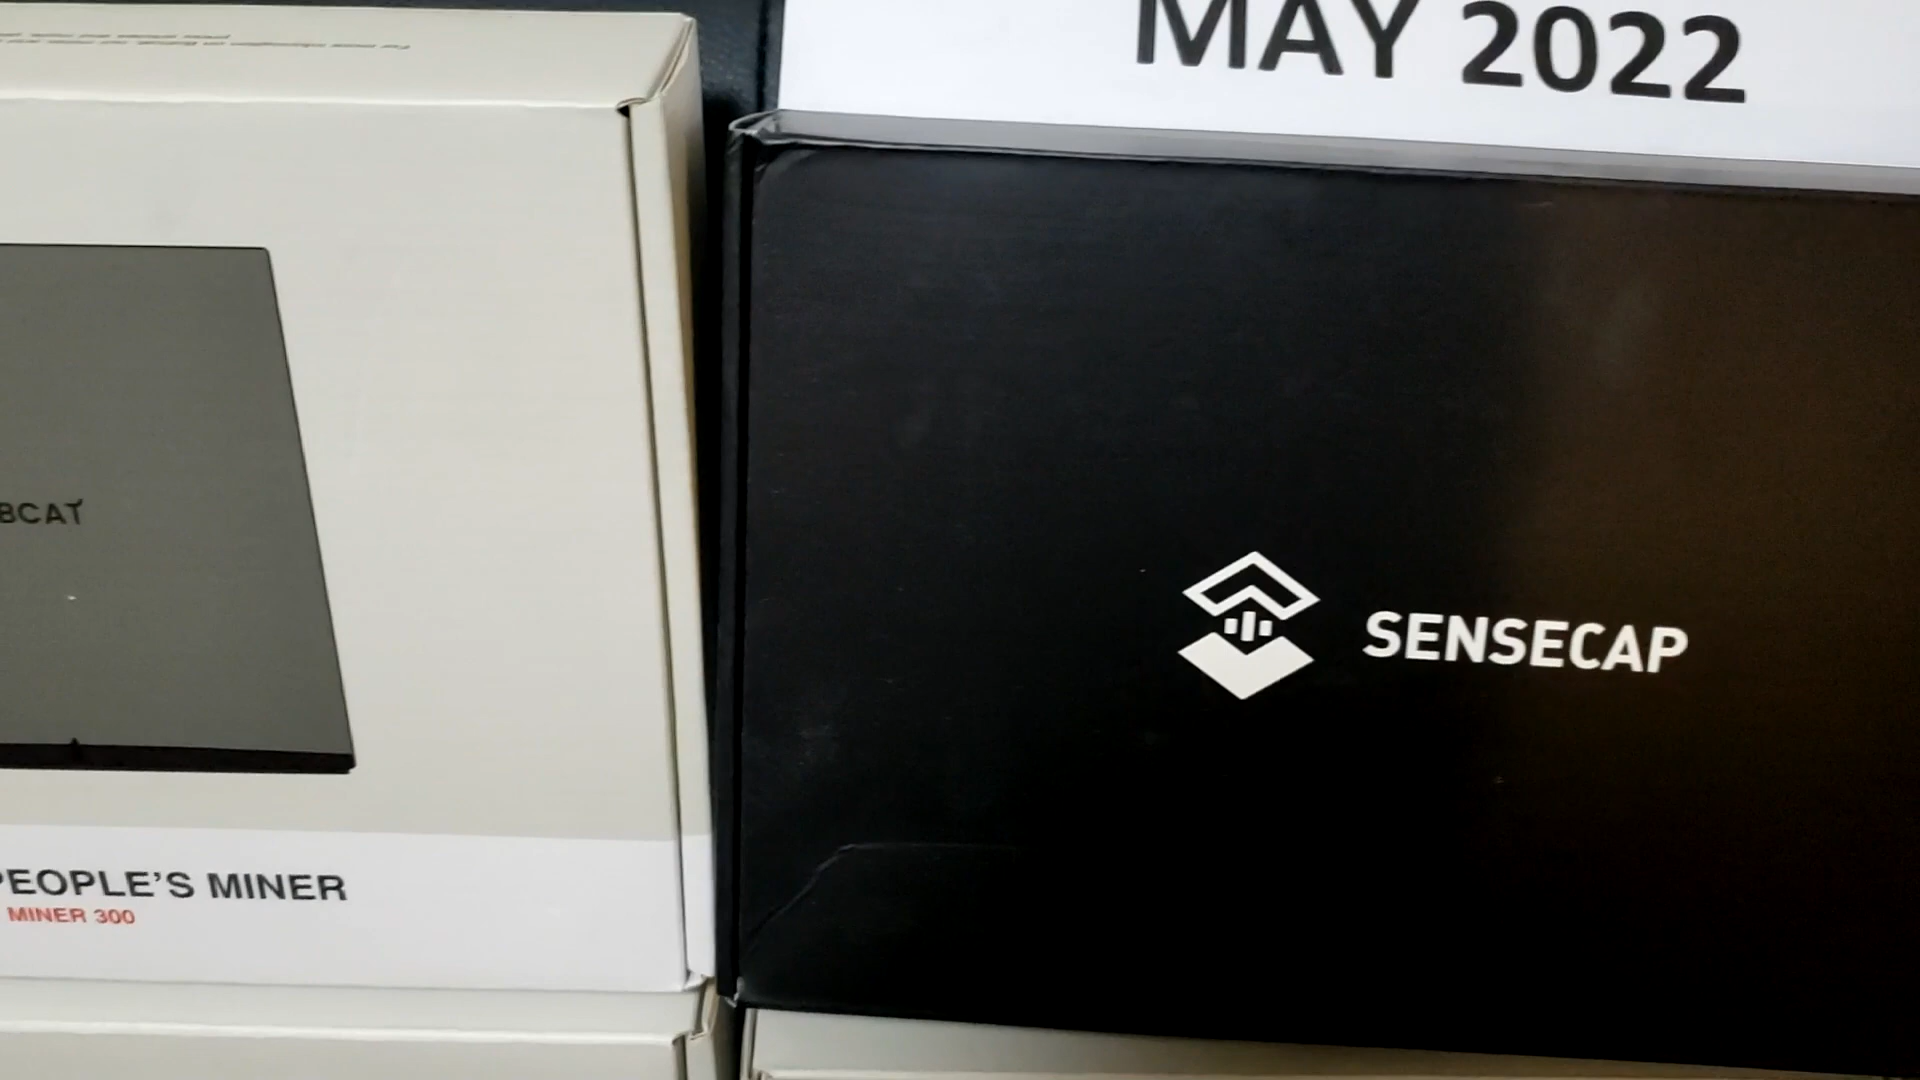 MAY 2022
BCAT
SENSECAP
PEOPLE'S MINER
MINER 300